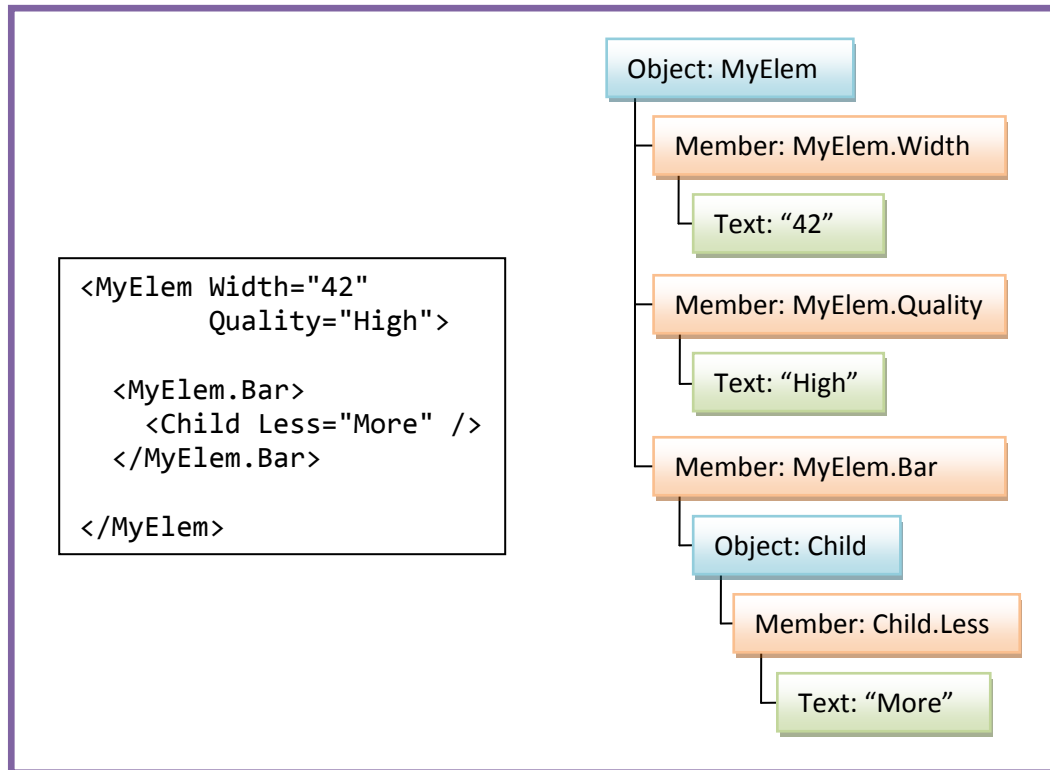 <MyElem Width="42"
Quality="High">
<MyElem.Bar>
<Child Less="More" />
</MyElem.Bar>
</MyElem>
Object: MyElem
Member: MyElem.Width
Text: “42”
Member: MyElem.Quality
Text: “High”
Member: MyElem.Bar
Object: Child
Member: Child.Less
Text: “More”